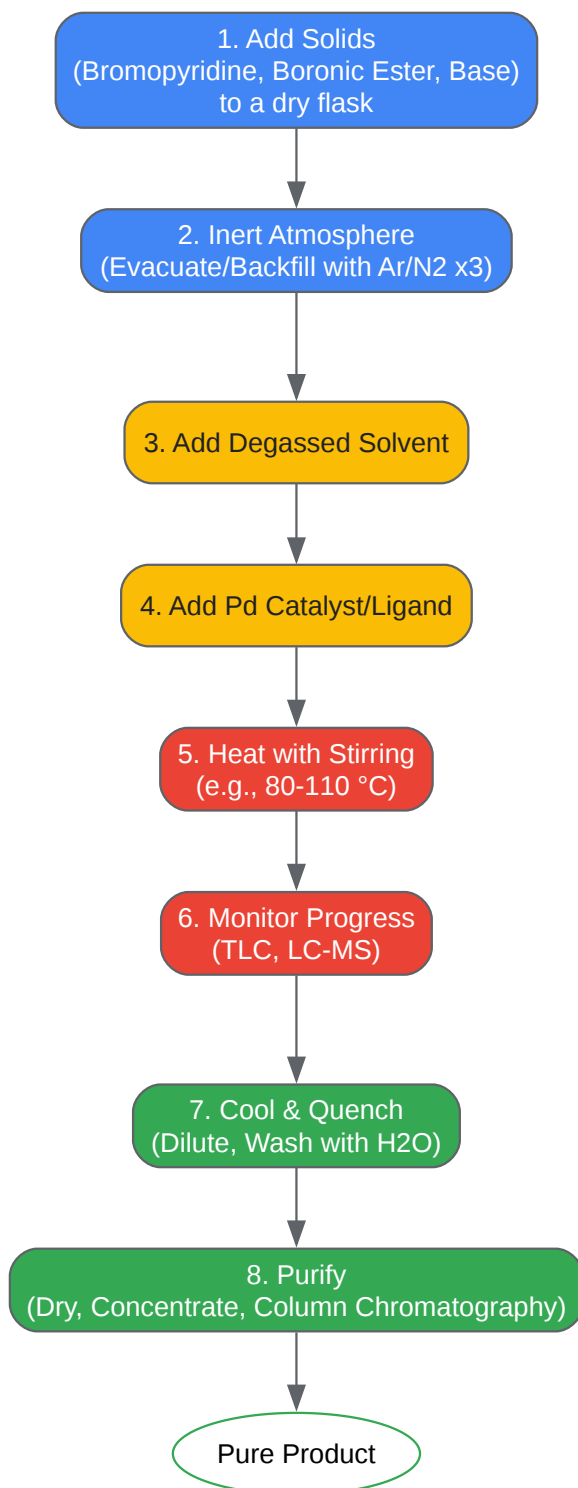 1. Add Solids
(Bromopyridine, Boronic Ester, Base)
to a dry flask
2. Inert Atmosphere
(Evacuate/Backfill with Ar/N2 x3)
3. Add Degassed Solvent
4. Add Pd Catalyst/Ligand
5. Heat with Stirring
(e.g., 80-110 °C)
6. Monitor Progress
(TLC, LC-MS)
7. Cool & Quench
(Dilute, Wash with H2O)
8. Purify
(Dry, Concentrate, Column Chromatography)
Pure Product